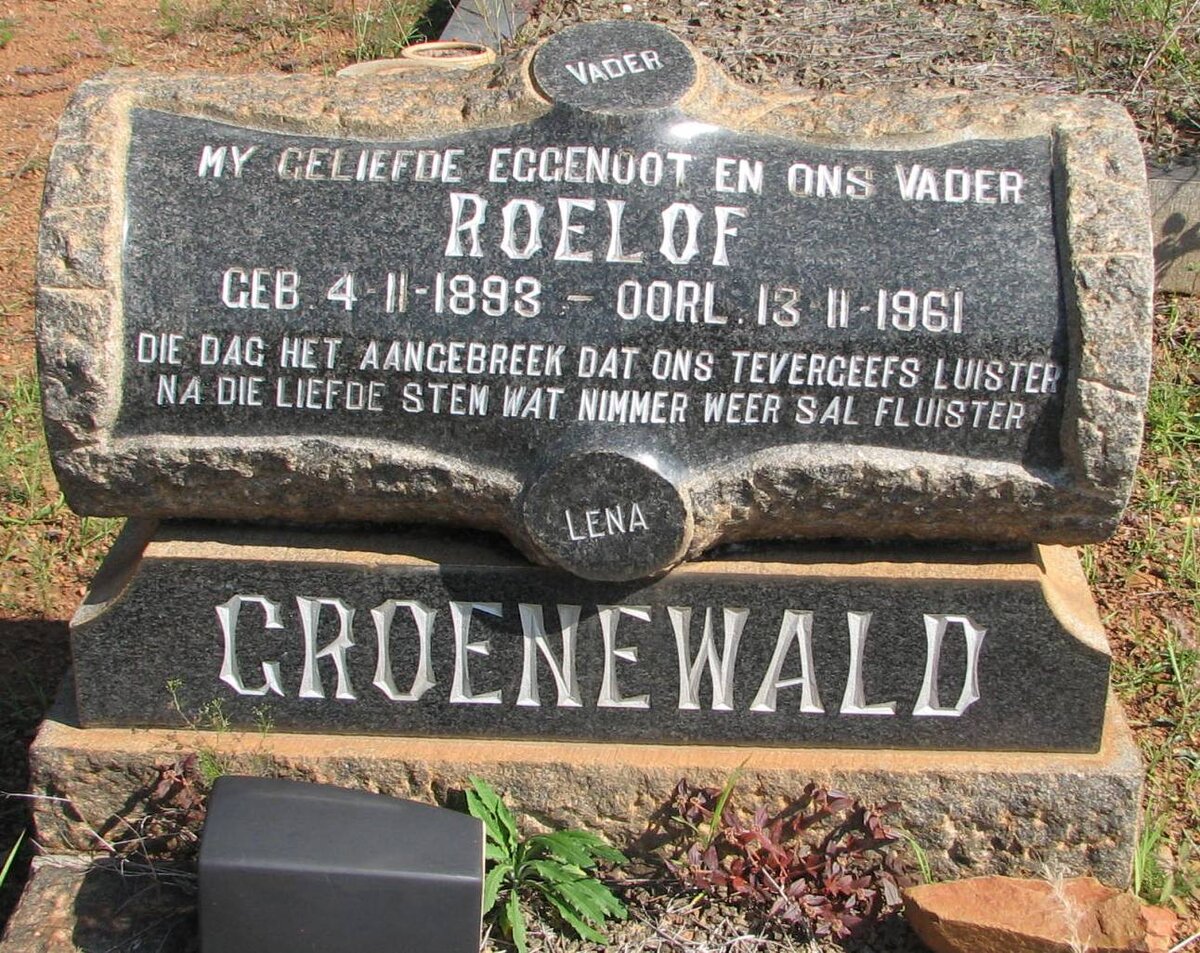 VADER
MY GELIEFDE EGGENOOT EN ONS VADER
ROELOF
GEB. 4-11-1893 - OORL. 13-11-1961
DIE DAG HET AANGEBREEK DAT ONS TEVERGEEFS LUISTER
NA DIE LIEFDE STEM WAT NIMMER WEER SAL FLUISTER
LENA
GROENEWALD